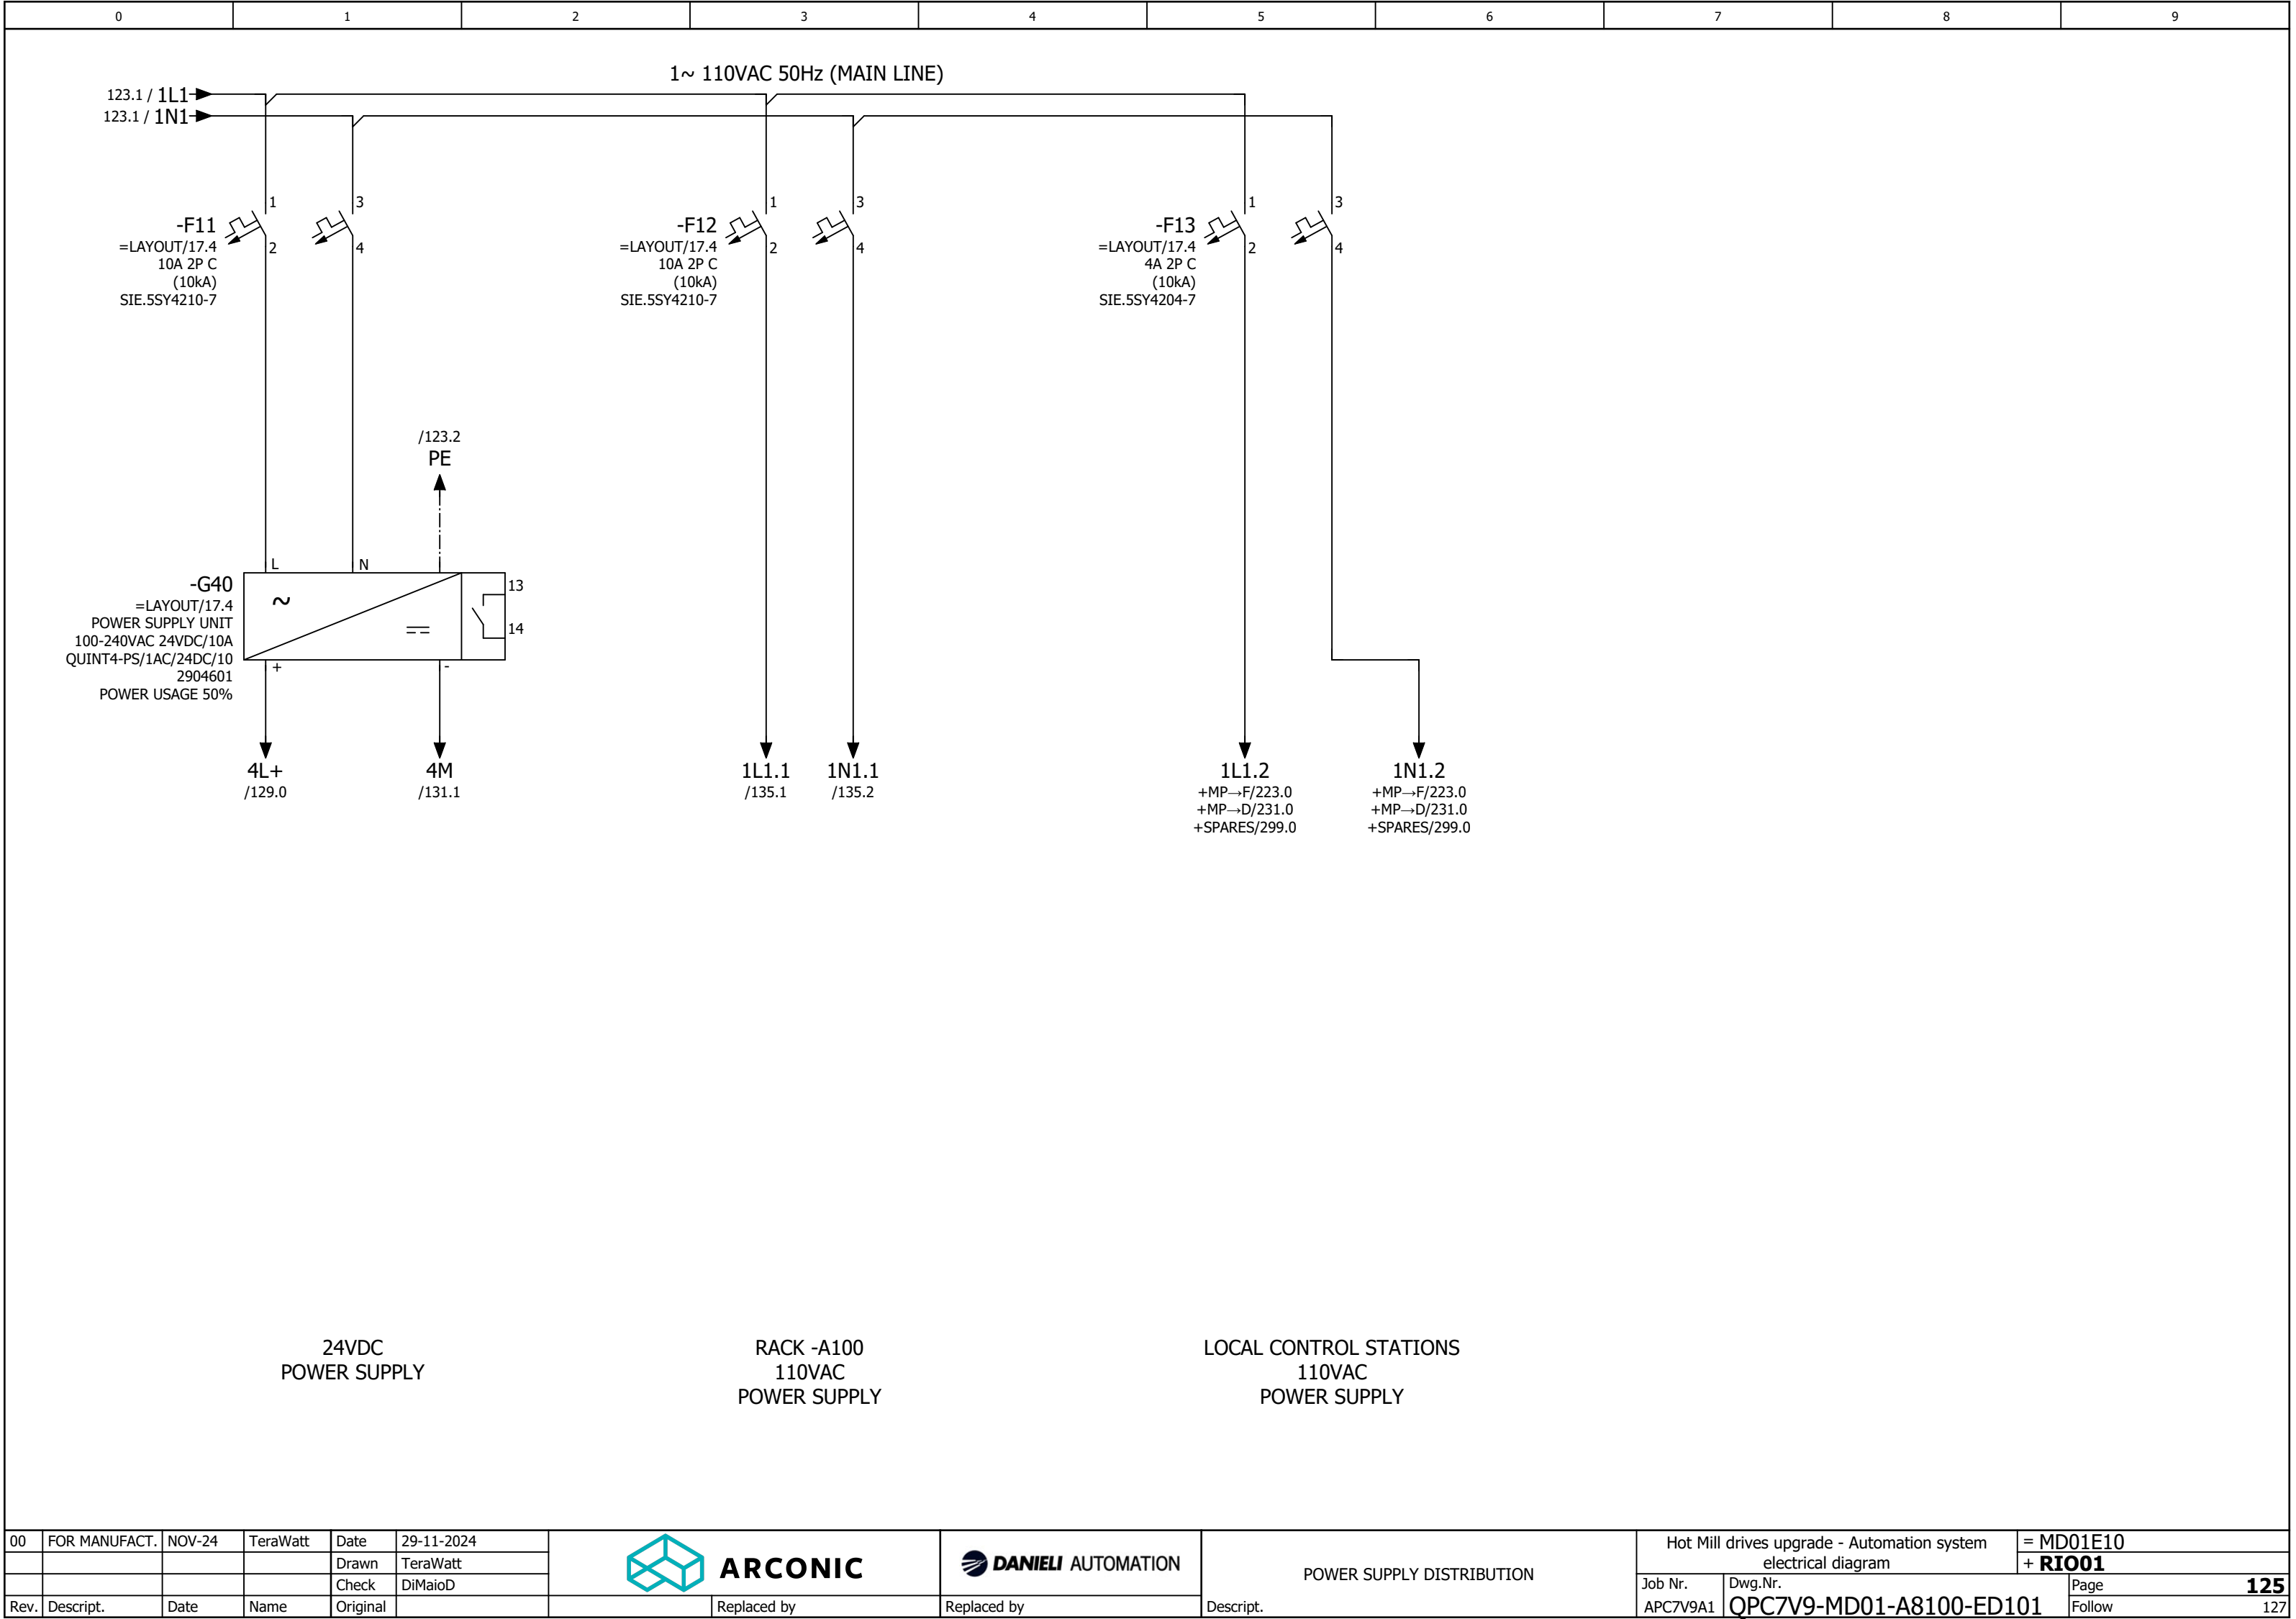 0 1 2 3 4 5 6 7 8 9
1~ 110VAC 50Hz (MAIN LINE)
123.1 / 1L1
123.1 / 1N1
-F11
=LAYOUT/17.4
10A 2P C
(10kA)
SIE.5SY4210-7
1
2
3
4
-F12
=LAYOUT/17.4
10A 2P C
(10kA)
SIE.5SY4210-7
1
2
3
4
-F13
=LAYOUT/17.4
4A 2P C
(10kA)
SIE.5SY4204-7
1
2
3
4
/123.2
PE
-G40
=LAYOUT/17.4
POWER SUPPLY UNIT
100-240VAC 24VDC/10A
QUINT4-PS/1AC/24DC/10
2904601
POWER USAGE 50%
L
N
~
13
14
+
-
4L+
/129.0
4M
/131.1
1L1.1
/135.1
1N1.1
/135.2
1L1.2
+MP→F/223.0
+MP→D/231.0
+SPARES/299.0
1N1.2
+MP→F/223.0
+MP→D/231.0
+SPARES/299.0
24VDC
POWER SUPPLY
RACK -A100
110VAC
POWER SUPPLY
LOCAL CONTROL STATIONS
110VAC
POWER SUPPLY
00 FOR MANUFACT. NOV-24 TeraWatt Date 29-11-2024
Drawn TeraWatt
Check DiMaioD
Rev. Descript. Date Name Original
ARCONIC
Replaced by
DANIELI AUTOMATION
Replaced by
POWER SUPPLY DISTRIBUTION
Descript.
Hot Mill drives upgrade - Automation system
electrical diagram
= MD01E10
+ RIO01
Job Nr.
APC7V9A1
Dwg.Nr.
QPC7V9-MD01-A8100-ED101
Page 125
Follow 127